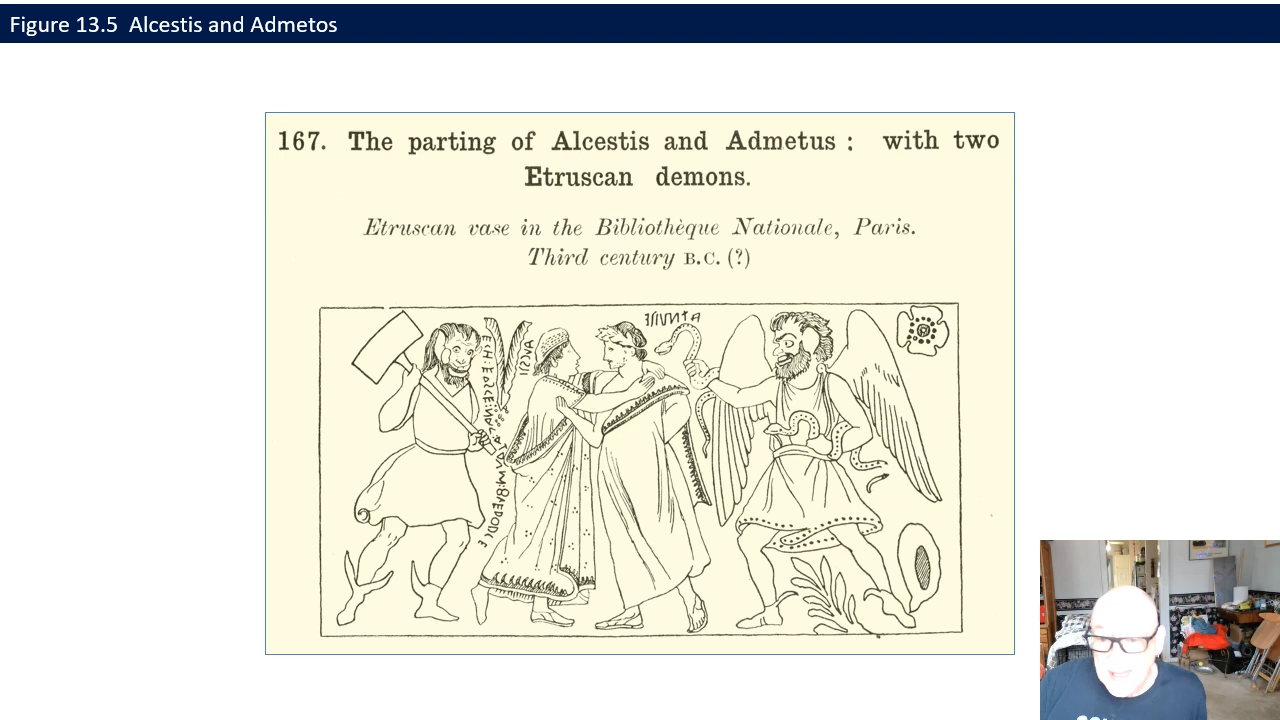 Figure 13.5 Alcestis and Admetos
167. The parting of Alcestis and Admetus : with two
Etruscan demons.
Etruscan vase in the Bibliothèque Nationale, Paris.
Third century B.C. (?)